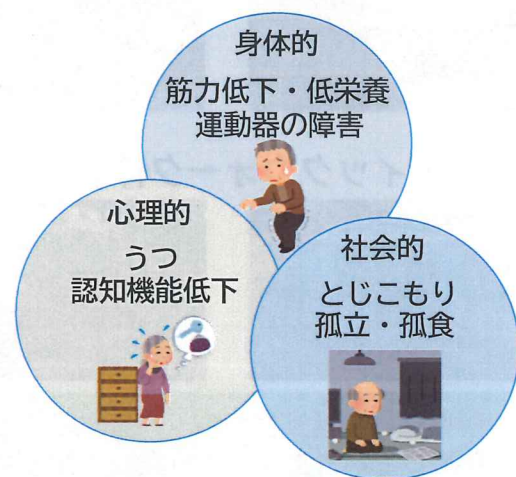 身体的
筋力低下・低栄養
運動器の障害
心理的
うつ
認知機能低下
社会的
とじこもり
孤立・孤食